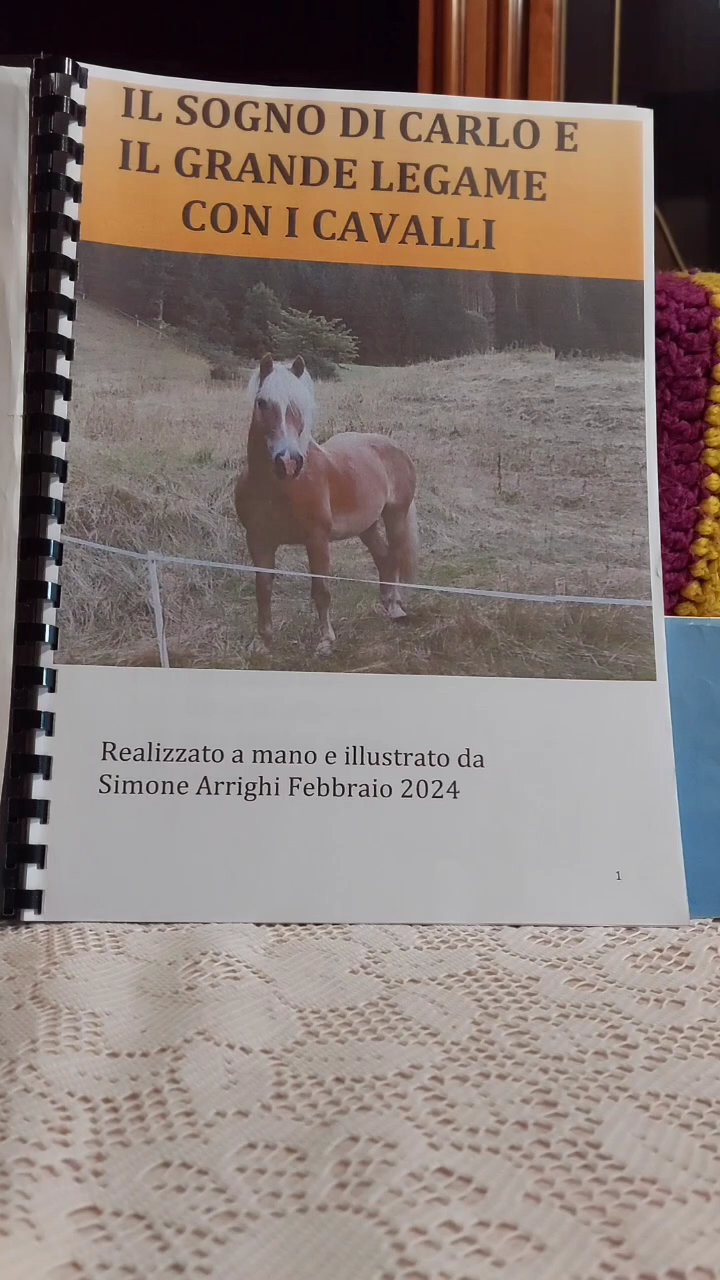 IL SOGNO DI CARLO E
IL GRANDE LEGAME
CON I CAVALLI
Realizzato a mano e illustrato da
Simone Arrighi Febbraio 2024
1